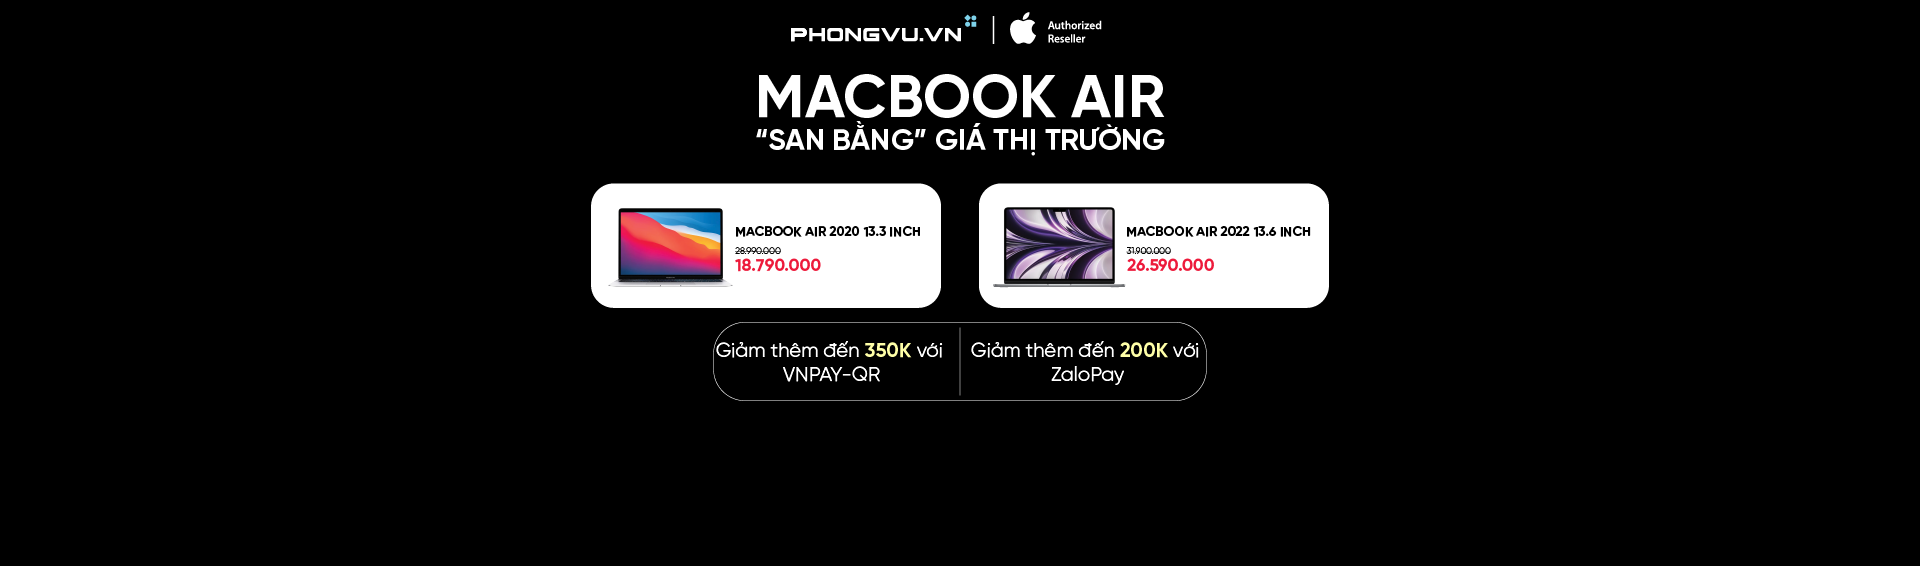 PHONGVU.VN
Authorized
Reseller
MACBOOK AIR
“SAN BẰNG” GIÁ THỊ TRƯỜNG
MACBOOK AIR 2020 13.3 INCH
28.990.000
18.790.000
MACBOOK AIR 2022 13.6 INCH
31.900.000
26.590.000
Giảm thêm đến 350K với
VNPAY-QR
Giảm thêm đến 200K với
ZaloPay